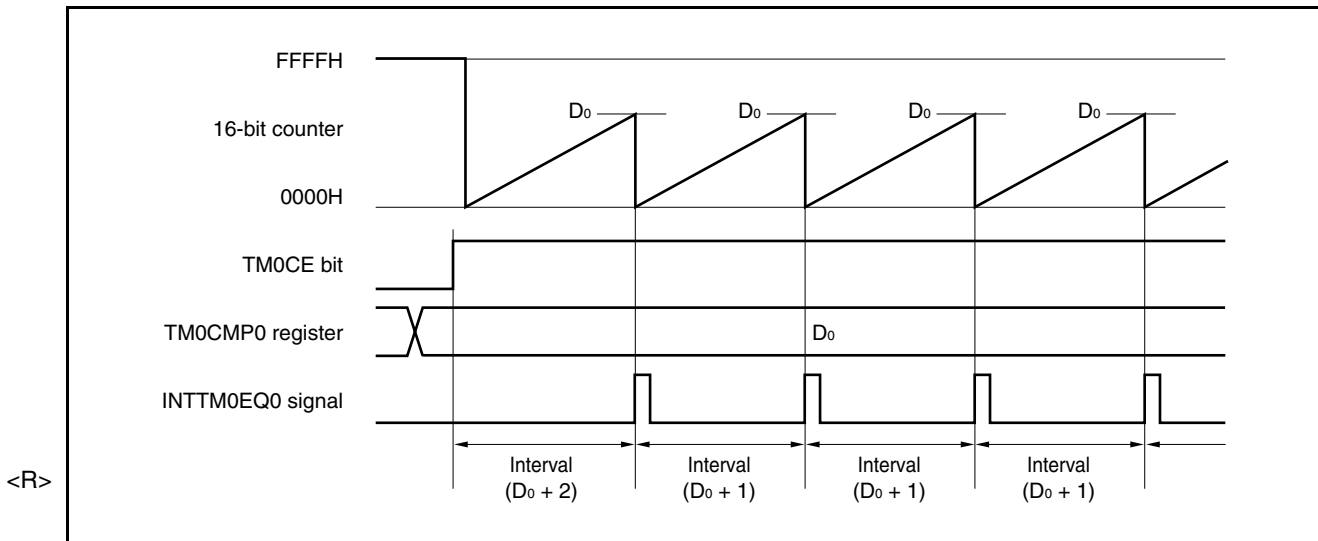 FFFFH
D0 D0 D0 D0
16-bit counter
0000H
TM0CE bit
TM0CMP0 register D0
INTTM0EQ0 signal
Interval Interval Interval Interval
<R> (D0 + 2) (D0 + 1) (D0 + 1) (D0 + 1)